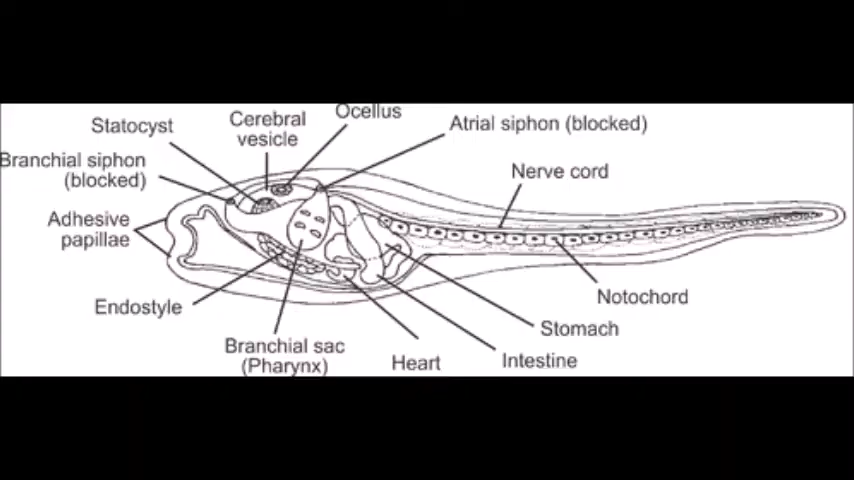 Ocellus
Cerebral
vesicle
Statocyst
Atrial siphon (blocked)
Branchial siphon
(blocked)
Nerve cord
Adhesive
papillae
Notochord
Endostyle
Stomach
Branchial sac
(Pharynx)
Heart
Intestine